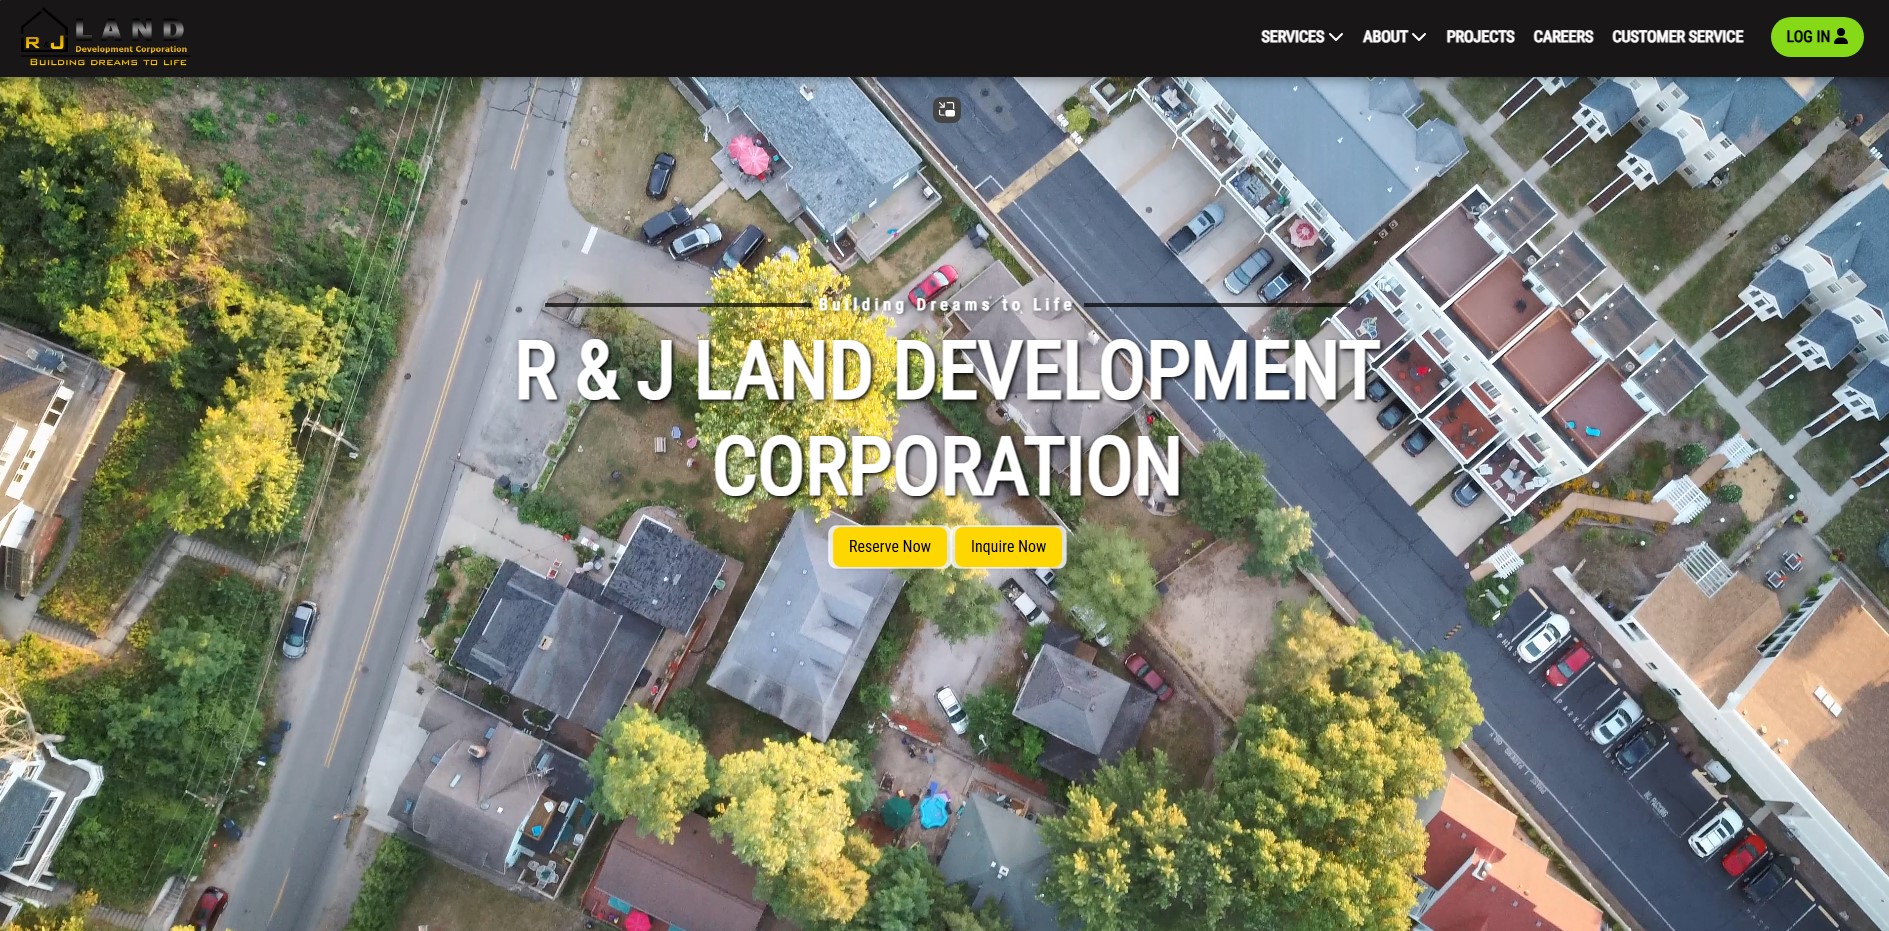 LAND
R J
Development Corporation
BUILDING DREAMS TO LIFE
SERVICES
ABOUT
PROJECTS
CAREERS
CUSTOMER SERVICE
LOG IN
Building Dreams to Life
R & J LAND DEVELOPMENT
CORPORATION
Reserve Now
Inquire Now